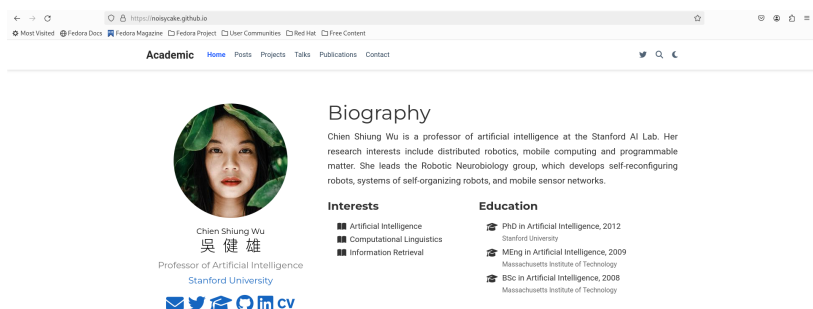 https://noisycake.github.io
Most Visited Fedora Docs Fedora Magazine Fedora Project User Communities Red Hat Free Content
Academic Home Posts Projects Talks Publications Contact
Biography
Chien Shiung Wu is a professor of artificial intelligence at the Stanford AI Lab. Her
research interests include distributed robotics, mobile computing and programmable
matter. She leads the Robotic Neurobiology group, which develops self-reconfiguring
robots, systems of self-organizing robots, and mobile sensor networks.
Chien Shiung Wu
吳 健 雄
Professor of Artificial Intelligence
Stanford University
CV
Interests
Artificial Intelligence
Computational Linguistics
Information Retrieval
Education
PhD in Artificial Intelligence, 2012
Stanford University
MEng in Artificial Intelligence, 2009
Massachusetts Institute of Technology
BSc in Artificial Intelligence, 2008
Massachusetts Institute of Technology